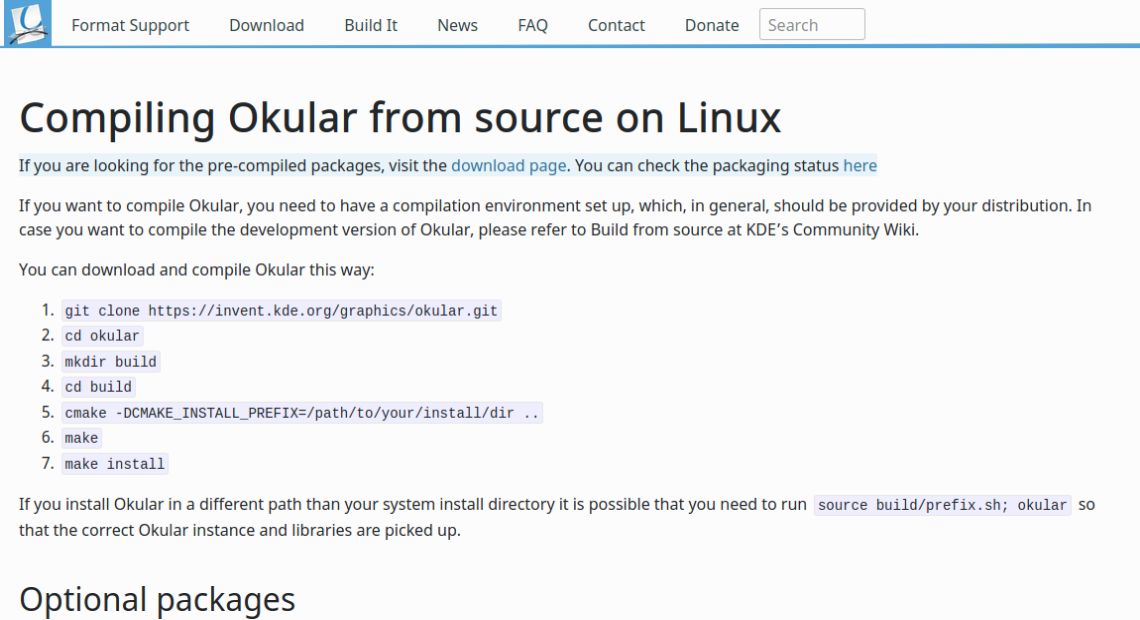 Format Support Download Build It News FAQ Contact Donate Search
Compiling Okular from source on Linux
If you are looking for the pre-compiled packages, visit the download page. You can check the packaging status here
If you want to compile Okular, you need to have a compilation environment set up, which, in general, should be provided by your distribution. In
case you want to compile the development version of Okular, please refer to Build from source at KDE’s Community Wiki.
You can download and compile Okular this way:
1. git clone https://invent.kde.org/graphics/okular.git
2. cd okular
3. mkdir build
4. cd build
5. cmake -DCMAKE_INSTALL_PREFIX=/path/to/your/install/dir ..
6. make
7. make install
If you install Okular in a different path than your system install directory it is possible that you need to run source build/prefix.sh; okular so
that the correct Okular instance and libraries are picked up.
Optional packages